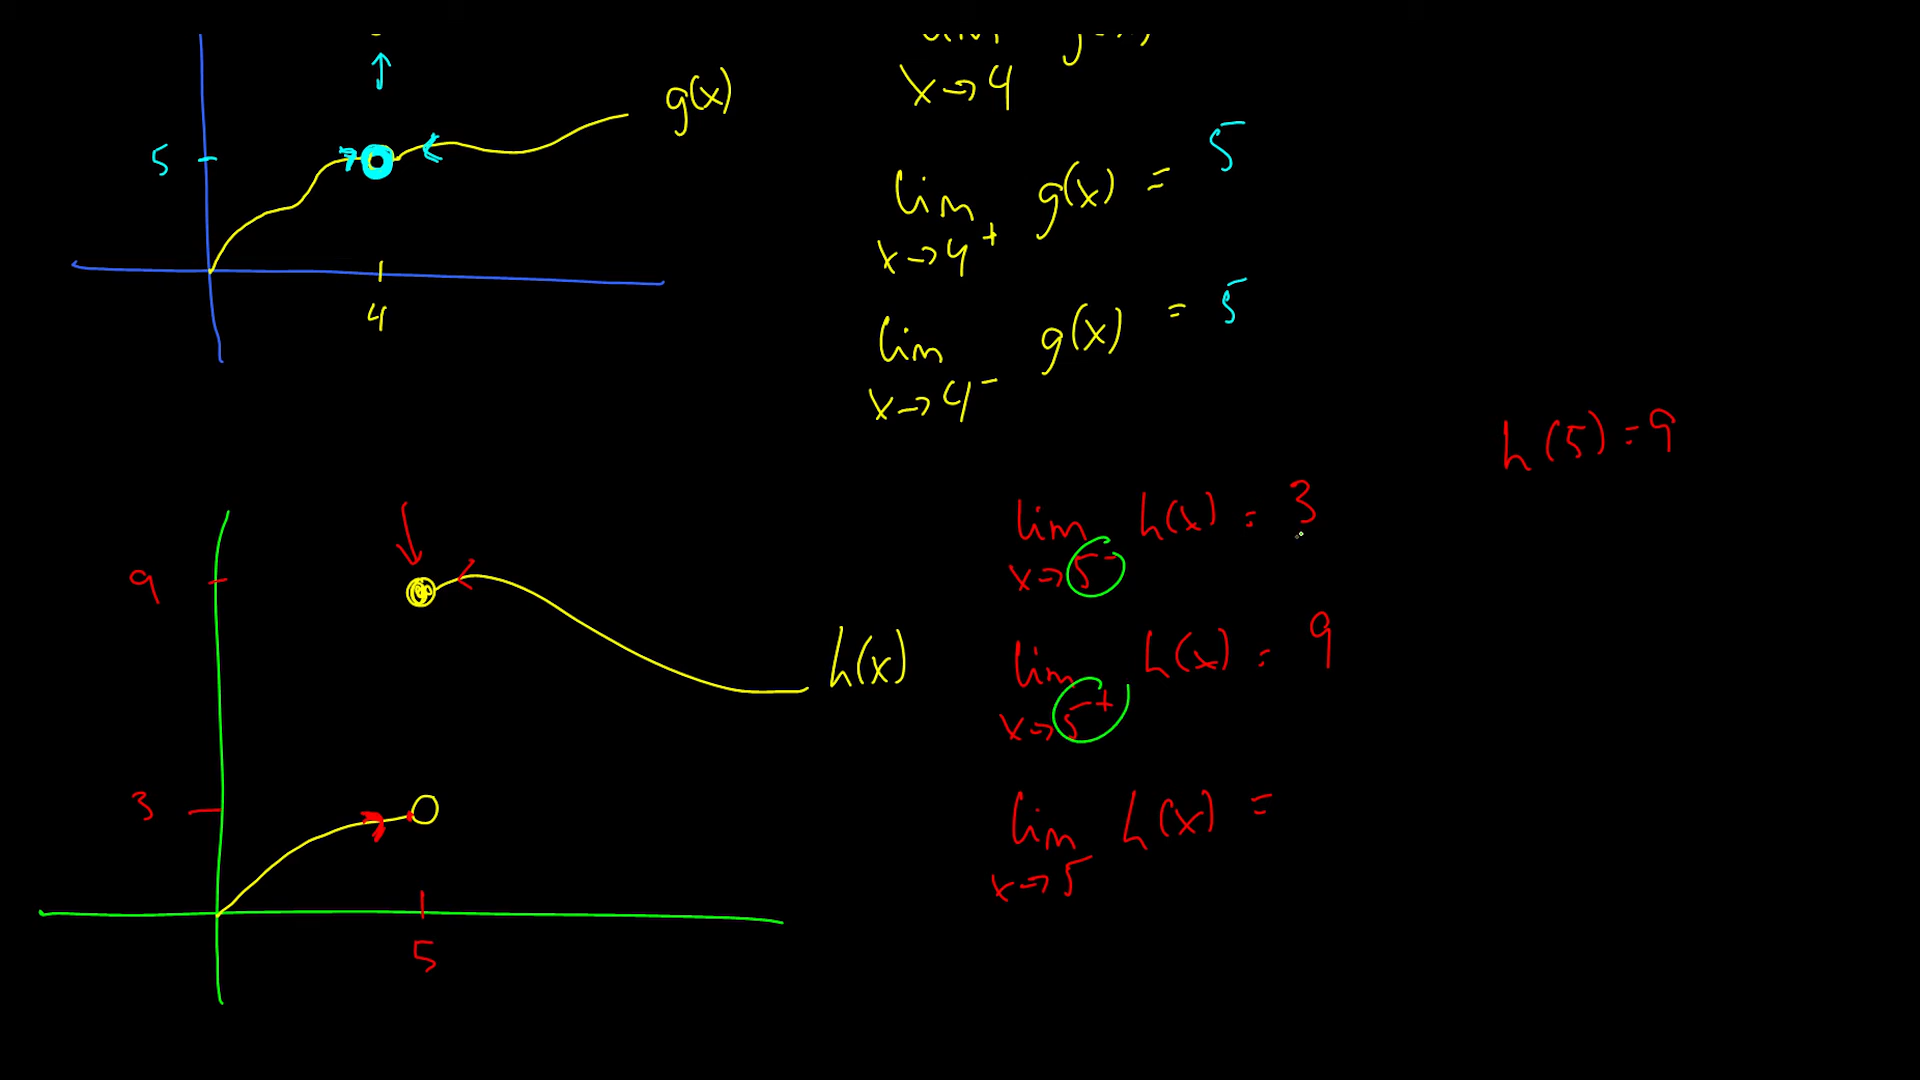 x→4
g(x)
5
lim g(x) = 5
x→4⁺
4
lim g(x) = 5
x→4⁻
h(5)=9
lim h(x) = 3
x→5⁻
9
h(x)
lim h(x) = 9
x→5⁺
3
lim h(x) =
x→5
5